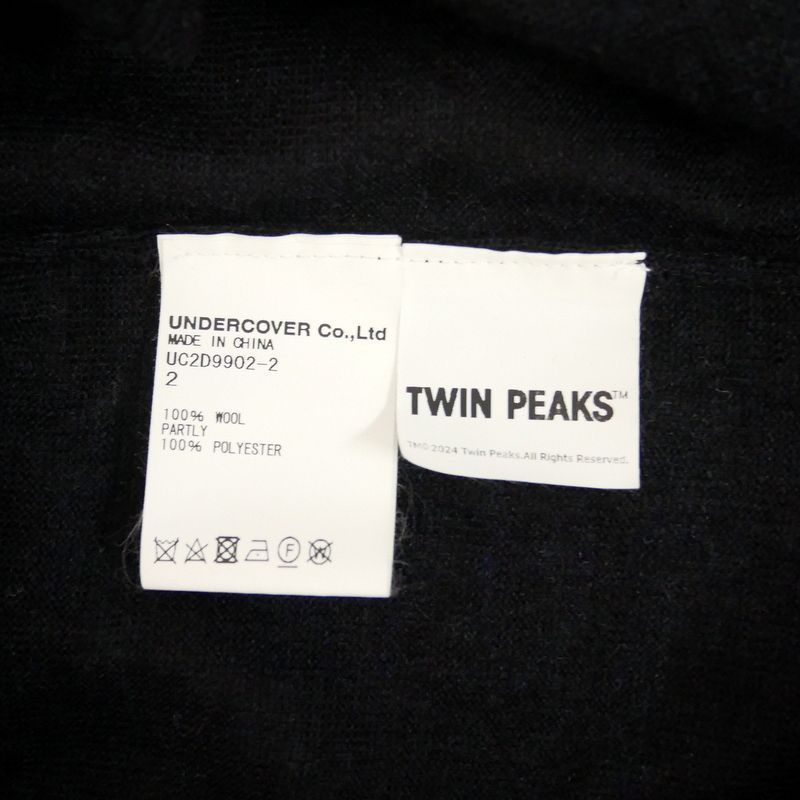 UNDERCOVER Co.,Ltd
MADE IN CHINA
UC2D9902-2
2
100% WOOL
PARTLY
100% POLYESTER
F
W
TWIN PEAKS™
TM© 2024 Twin Peaks.All Rights Reserved.